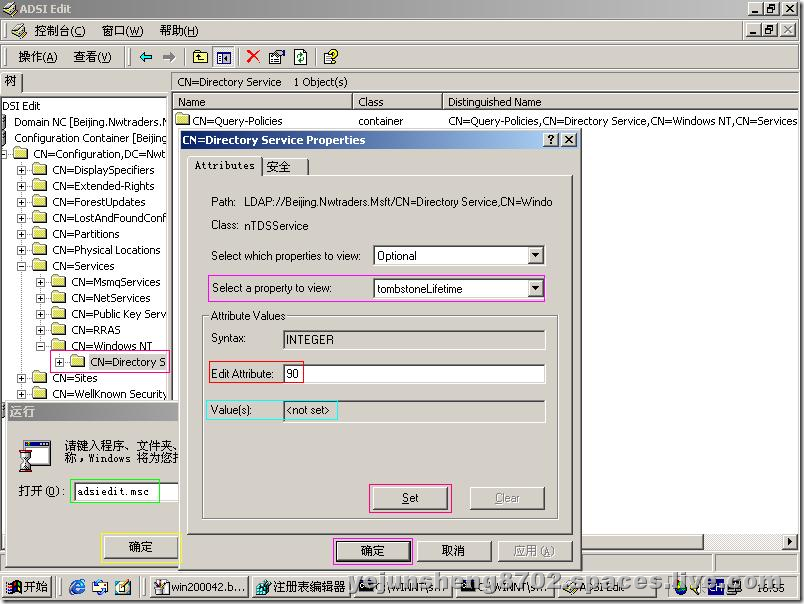 ADSI Edit
控制台(C) 窗口(W) 帮助(H)
操作(A) 查看(V)
树
CN=Directory Service 1 Object(s)
Name Class Distinguished Name
DSI Edit
CN=Query-Policies container CN=Query-Policies,CN=Directory Service,CN=Windows NT,CN=Services
Domain NC [Beijing.Nwtraders.
Configuration Container [Beijing
CN=Configuration,DC=Nwt
CN=DisplaySpecifiers
CN=Extended-Rights
CN=ForestUpdates
CN=LostAndFoundConf
CN=Partitions
CN=Physical Locations
CN=Services
CN=MsmqServices
CN=NetServices
CN=Public Key Serv
CN=RRAS
CN=Windows NT
CN=Directory S
CN=Sites
CN=WellKnown Security
CN=Directory Service Properties
Attributes 安全
Path: LDAP://Beijing.Nwtraders.Msft/CN=Directory Service,CN=Windo
Class: nTDSService
Select which properties to view: Optional
Select a property to view: tombstoneLifetime
Attribute Values
Syntax: INTEGER
Edit Attribute: 90
Value(s): <not set>
Set Clear
确定 取消 应用(A)
运行
请键入程序、文件夹、
称，Windows 将为您打
打开(O): adsiedit.msc
确定
开始 win200042.b... 注册表编辑器 ADSI Edit 16:55
yejunsheng8702.spaces.live.com